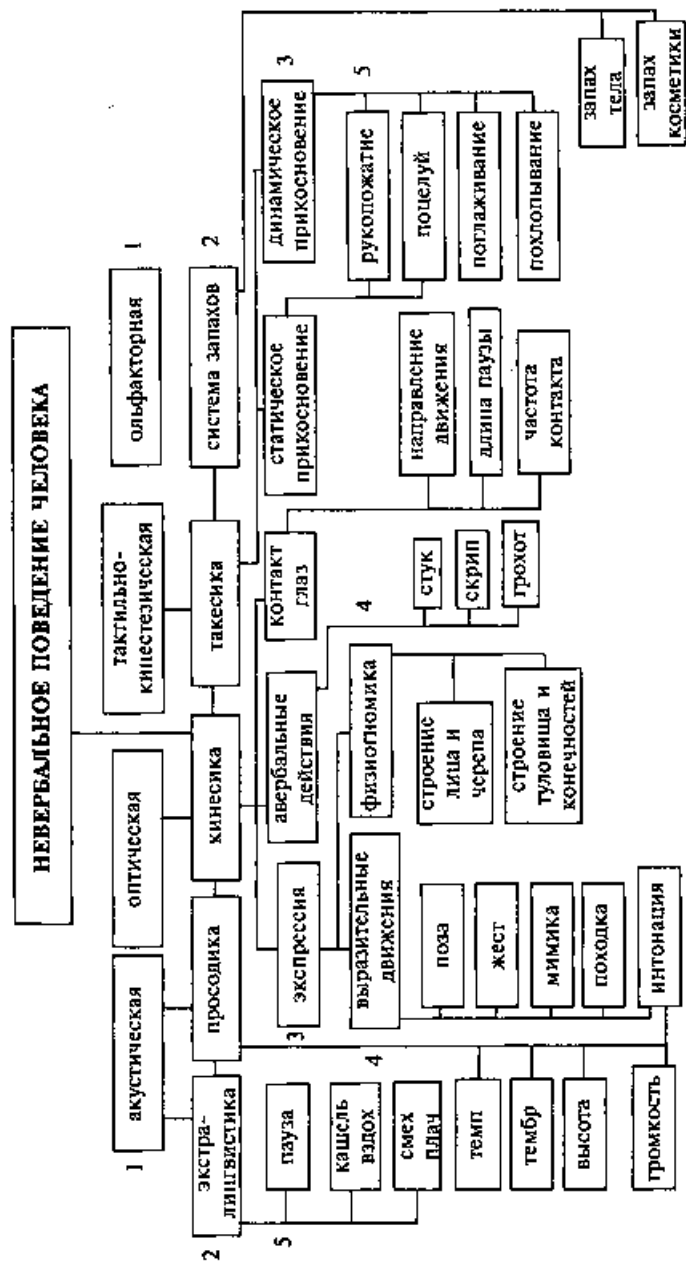 НЕВЕРБАЛЬНОЕ ПОВЕДЕНИЕ ЧЕЛОВЕКА
1
акустическая
оптическая
тактильно-
кинестезическая
ольфакторная
1
2
экстра-
лингвистика
просодика
кинесика
такесика
система запахов
2
3
экспрессия
авербальные
действия
контакт
глаз
статическое
прикосновение
динамическое
прикосновение
3
4
выразительные
движения
физиогномика
4
5
пауза
кашель
вздох
смех
плач
темп
тембр
высота
громкость
поза
жест
мимика
походка
интонация
строение
лица и
черепа
строение
туловища и
конечностей
стук
скрип
грохот
направление
движения
длина паузы
частота
контакта
рукопожатие
поцелуй
поглаживание
похлопывание
5
запах
тела
запах
косметики